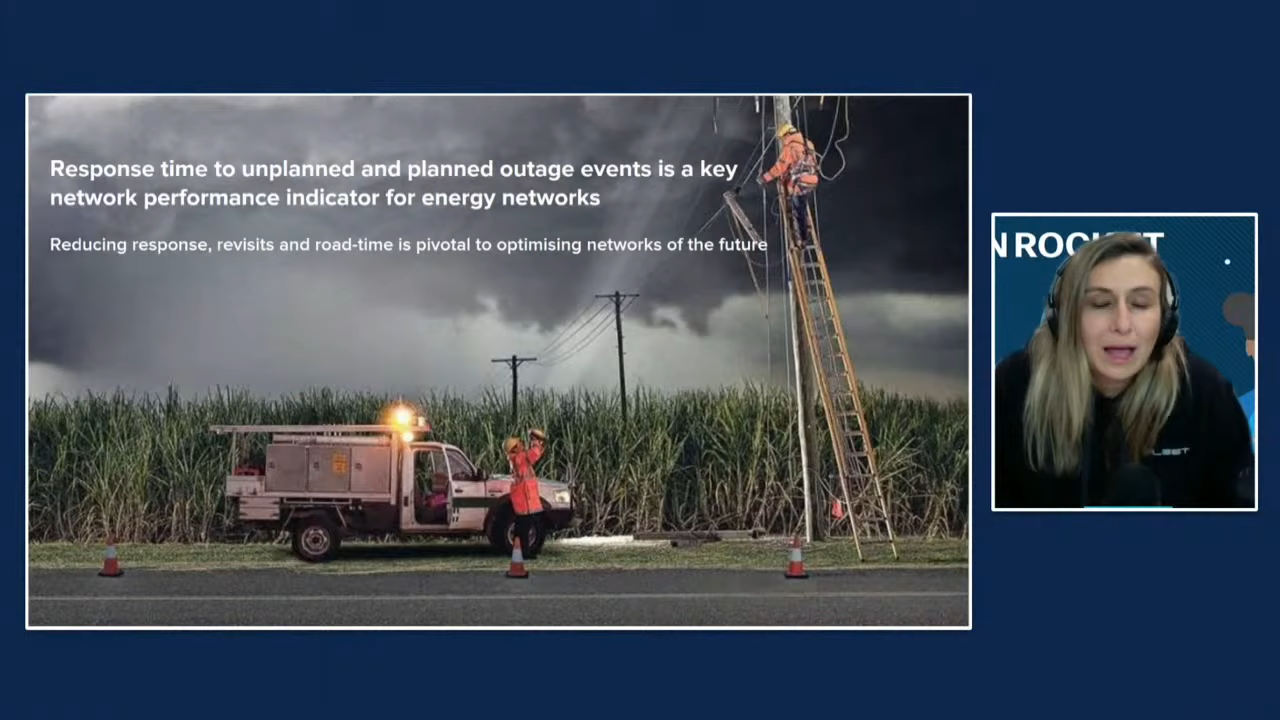 Response time to unplanned and planned outage events is a key
network performance indicator for energy networks
Reducing response, revisits and road-time is pivotal to optimising networks of the future